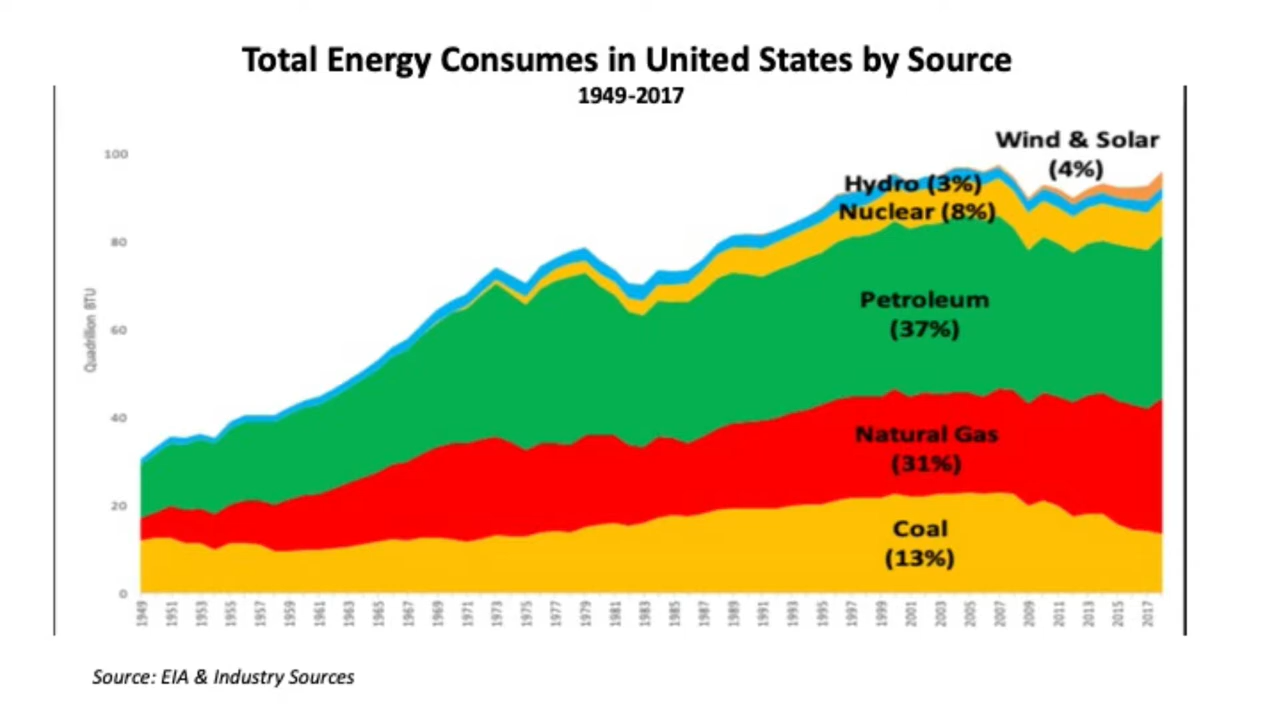 Total Energy Consumes in United States by Source
1949-2017
Wind & Solar
(4%)
Hydro (3%)
Nuclear (8%)
Petroleum
(37%)
Natural Gas
(31%)
Coal
(13%)
Quadrillion BTU
100
80
60
40
20
0
1949 1951 1953 1955 1957 1959 1961 1963 1965 1967 1969 1971 1973 1975 1977 1979 1981 1983 1985 1987 1989 1991 1993 1995 1997 1999 2001 2003 2005 2007 2009 2011 2013 2015 2017
Source: EIA & Industry Sources